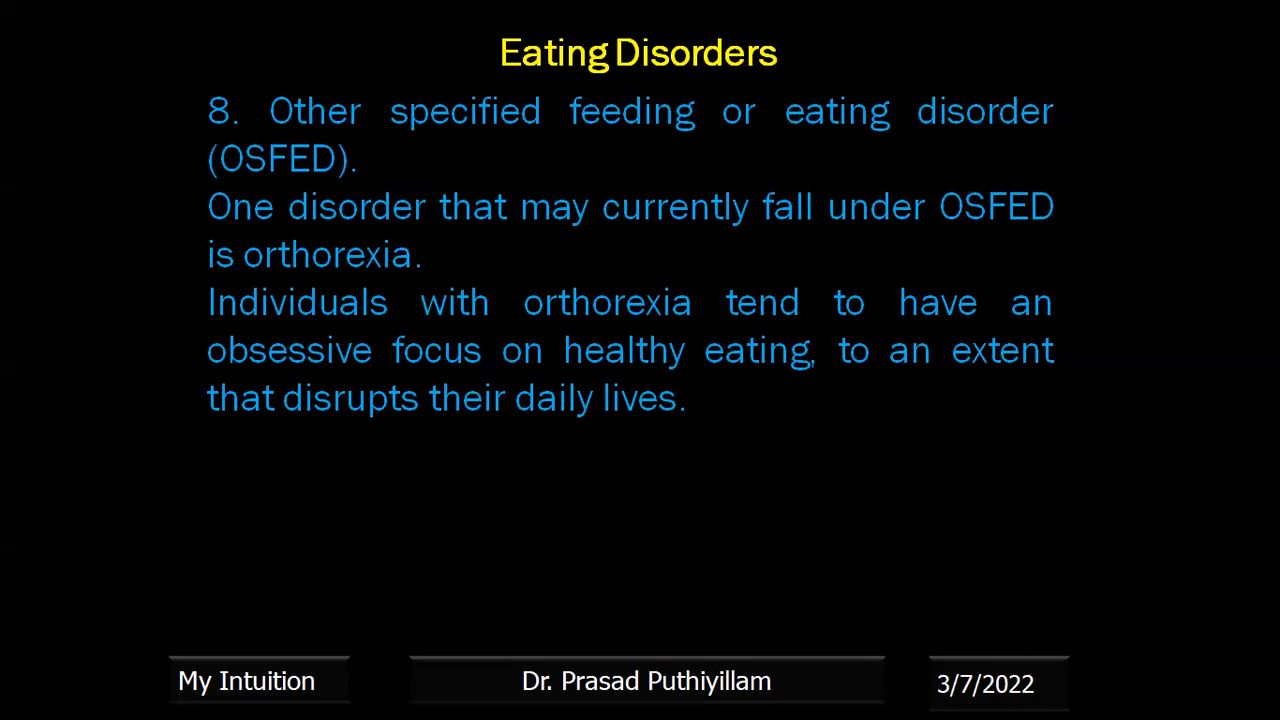 Eating Disorders
8. Other specified feeding or eating disorder
(OSFED).
One disorder that may currently fall under OSFED
is orthorexia.
Individuals with orthorexia tend to have an
obsessive focus on healthy eating, to an extent
that disrupts their daily lives.
My Intuition
Dr. Prasad Puthiyillam
3/7/2022